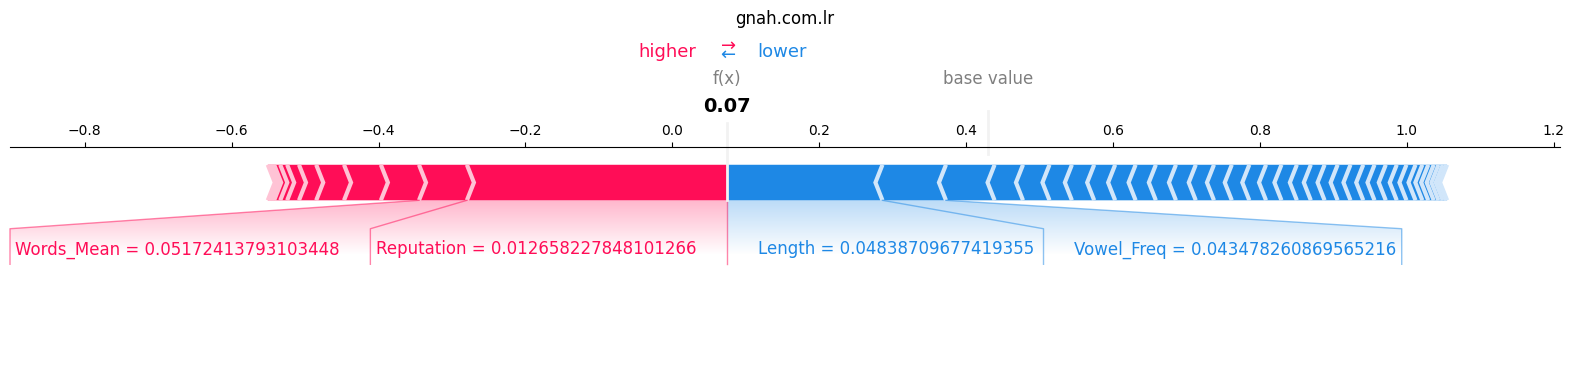 gnah.com.lr
higher ⇄ lower
f(x) base value
0.07
−0.8 −0.6 −0.4 −0.2 0.0 0.2 0.4 0.6 0.8 1.0 1.2
Words_Mean = 0.05172413793103448 Reputation = 0.012658227848101266 Length = 0.04838709677419355 Vowel_Freq = 0.043478260869565216